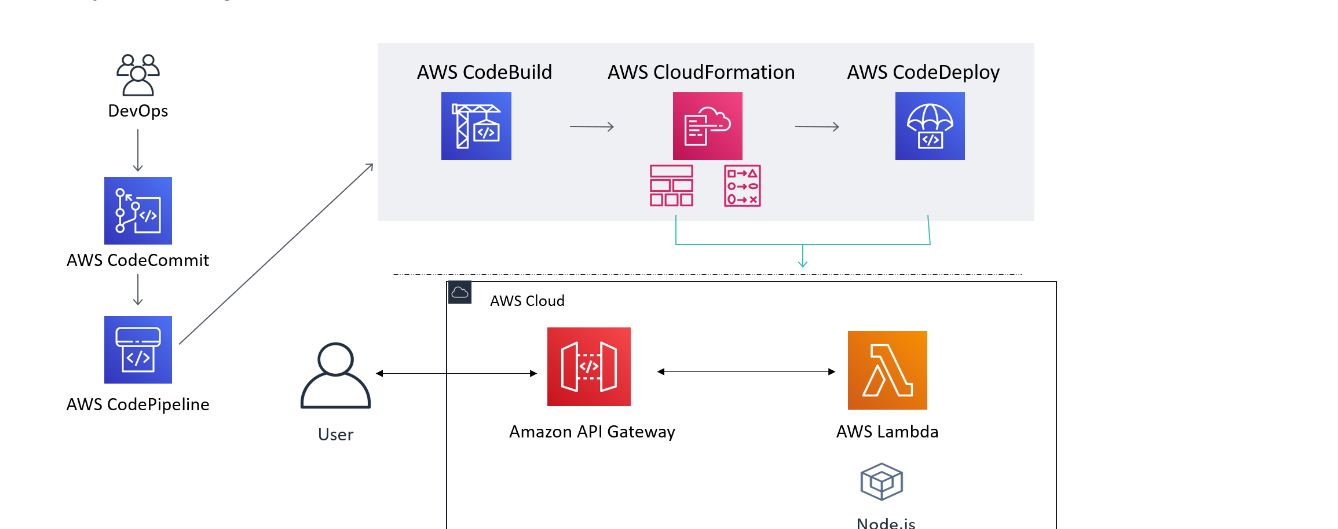 AWS CodeBuild
AWS CloudFormation
AWS CodeDeploy
DevOps
AWS CodeCommit
AWS Cloud
AWS CodePipeline
User
Amazon API Gateway
AWS Lambda
Node.js